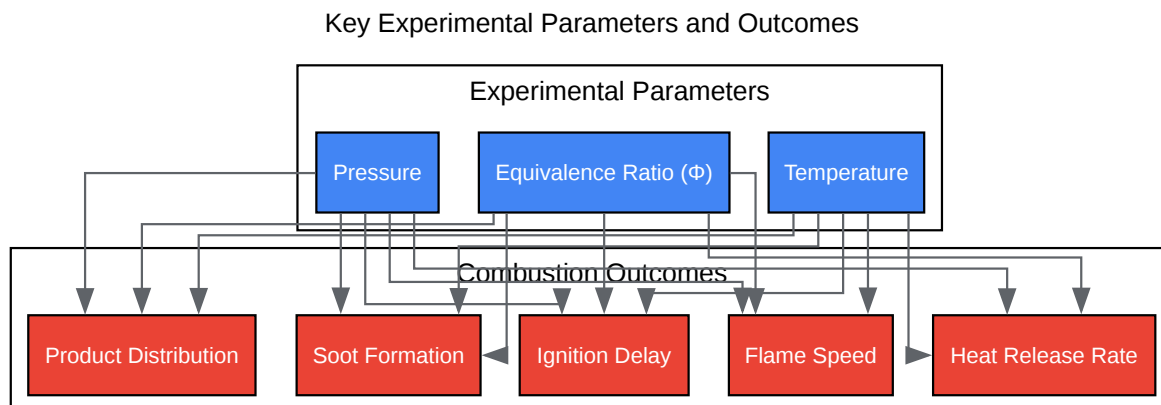 Key Experimental Parameters and Outcomes
Experimental Parameters
Pressure
Equivalence Ratio (Φ)
Temperature
Combustion Outcomes
Product Distribution
Soot Formation
Ignition Delay
Flame Speed
Heat Release Rate